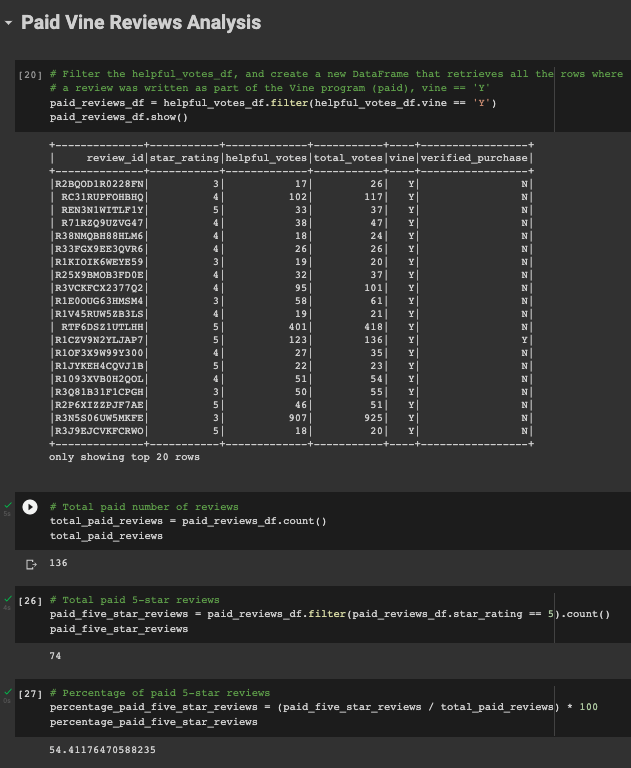 Paid Vine Reviews Analysis
[20] # Filter the helpful_votes_df, and create a new DataFrame that retrieves all the rows where
# a review was written as part of the Vine program (paid), vine == 'Y'
paid_reviews_df = helpful_votes_df.filter(helpful_votes_df.vine == 'Y')
paid_reviews_df.show()
+--------------+-----------+-------------+-----------+----+-----------------+
|     review_id|star_rating|helpful_votes|total_votes|vine|verified_purchase|
+--------------+-----------+-------------+-----------+----+-----------------+
|R2BQOD1R0228FN|          3|           17|         26|   Y|                N|
| RC31RUPFOHBHQ|          4|          102|        117|   Y|                N|
| REN3N1WITLF1Y|          5|           33|         37|   Y|                N|
| R71RZQ9UZVG47|          4|           38|         47|   Y|                N|
|R38NMQBH88HLM6|          4|           18|         24|   Y|                N|
|R33FGX9EE3QVR6|          4|           26|         26|   Y|                N|
|R1KIOIK6WEYE59|          3|           19|         20|   Y|                N|
|R25X9BMOB3FD0E|          4|           32|         37|   Y|                N|
|R3VCKFCX2377Q2|          4|           95|        101|   Y|                N|
|R1E0OUG63HMSM4|          3|           58|         61|   Y|                N|
|R1V45RUW5ZB3LS|          4|           19|         21|   Y|                N|
| RTF6DSZ1UTLHH|          5|          401|        418|   Y|                N|
|R1CZV9N2YLJAP7|          5|          123|        136|   Y|                Y|
|R1OF3X9W99Y300|          4|           27|         35|   Y|                N|
|R1JYKEH4CQVJ1B|          5|           22|         23|   Y|                N|
|R1093XVB0H2QOL|          4|           51|         54|   Y|                N|
|R3Q81B31F1CPGH|          3|           50|         55|   Y|                N|
|R2P6XIZZPJF7AE|          5|           46|         51|   Y|                N|
|R3N5S06UW5MKFE|          3|          907|        925|   Y|                N|
|R3J9EJCVKFCRWO|          5|           18|         20|   Y|                N|
+--------------+-----------+-------------+-----------+----+-----------------+
only showing top 20 rows
# Total paid number of reviews
total_paid_reviews = paid_reviews_df.count()
total_paid_reviews
136
[26] # Total paid 5-star reviews
paid_five_star_reviews = paid_reviews_df.filter(paid_reviews_df.star_rating == 5).count()
paid_five_star_reviews
74
[27] # Percentage of paid 5-star reviews
percentage_paid_five_star_reviews = (paid_five_star_reviews / total_paid_reviews) * 100
percentage_paid_five_star_reviews
54.41176470588235